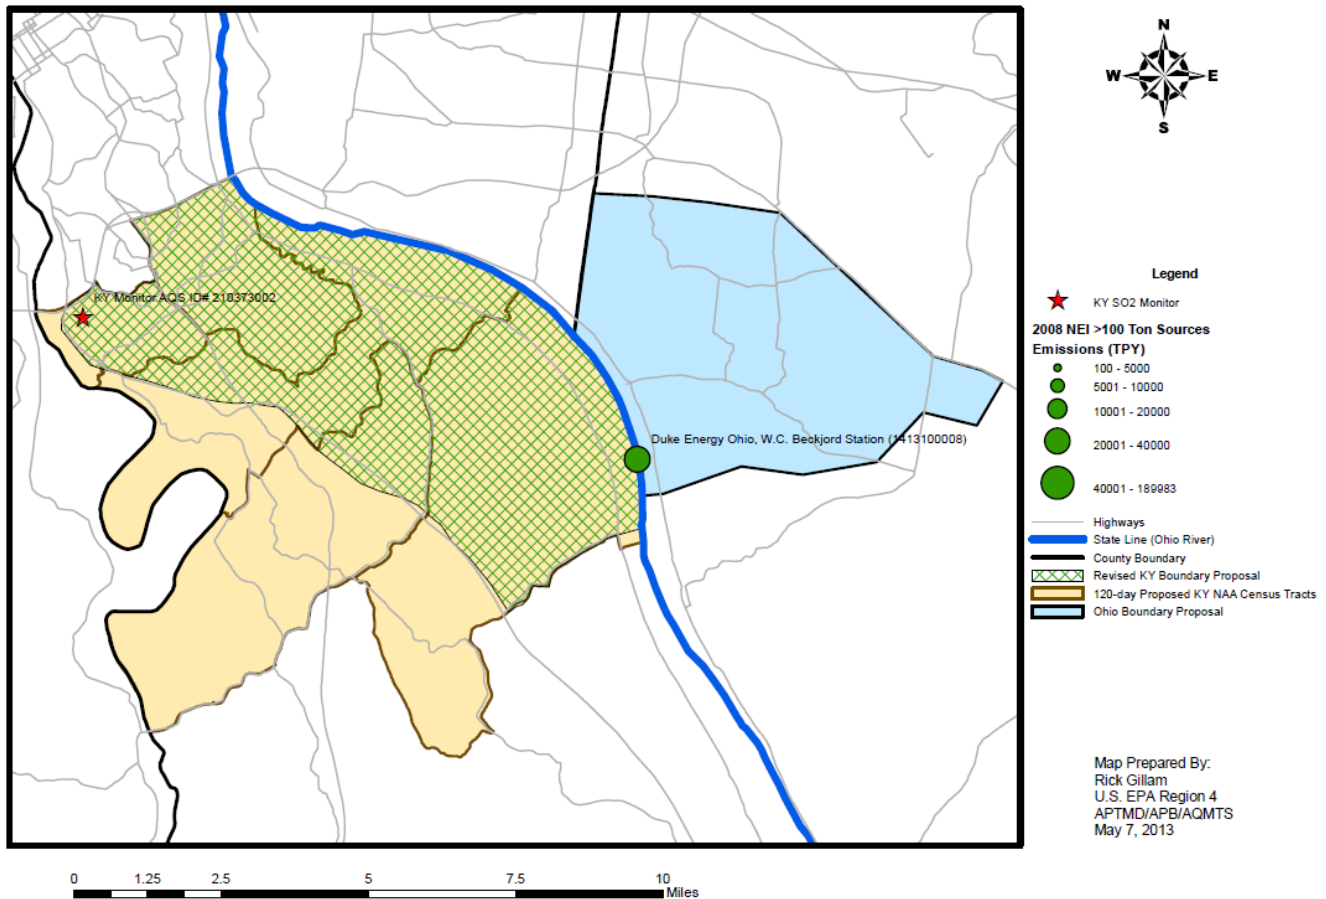 N
W E
S
KY Monitor AQS ID# 210373002
Duke Energy Ohio, W.C. Beckjord Station (1413100008)
Legend
KY SO2 Monitor
2008 NEI >100 Ton Sources
Emissions (TPY)
100 - 5000
5001 - 10000
10001 - 20000
20001 - 40000
40001 - 189983
Highways
State Line (Ohio River)
County Boundary
Revised KY Boundary Proposal
120-day Proposed KY NAA Census Tracts
Ohio Boundary Proposal
Map Prepared By:
Rick Gillam
U.S. EPA Region 4
APTMD/APB/AQMTS
May 7, 2013
0 1.25 2.5 5 7.5 10
Miles